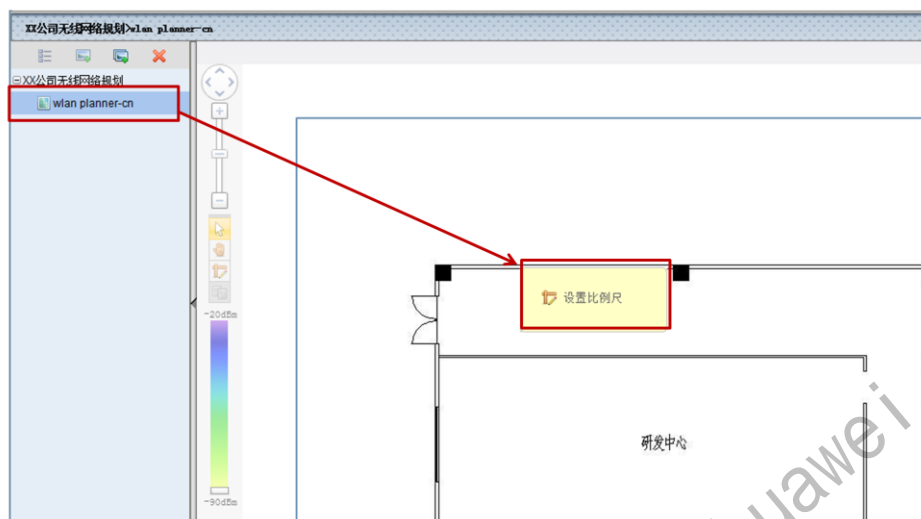 XX公司无线网络规划>wlan planner-cn
XX公司无线网络规划
wlan planner-cn
设置比例尺
-20dBm
研发中心
-90dBm
uawei